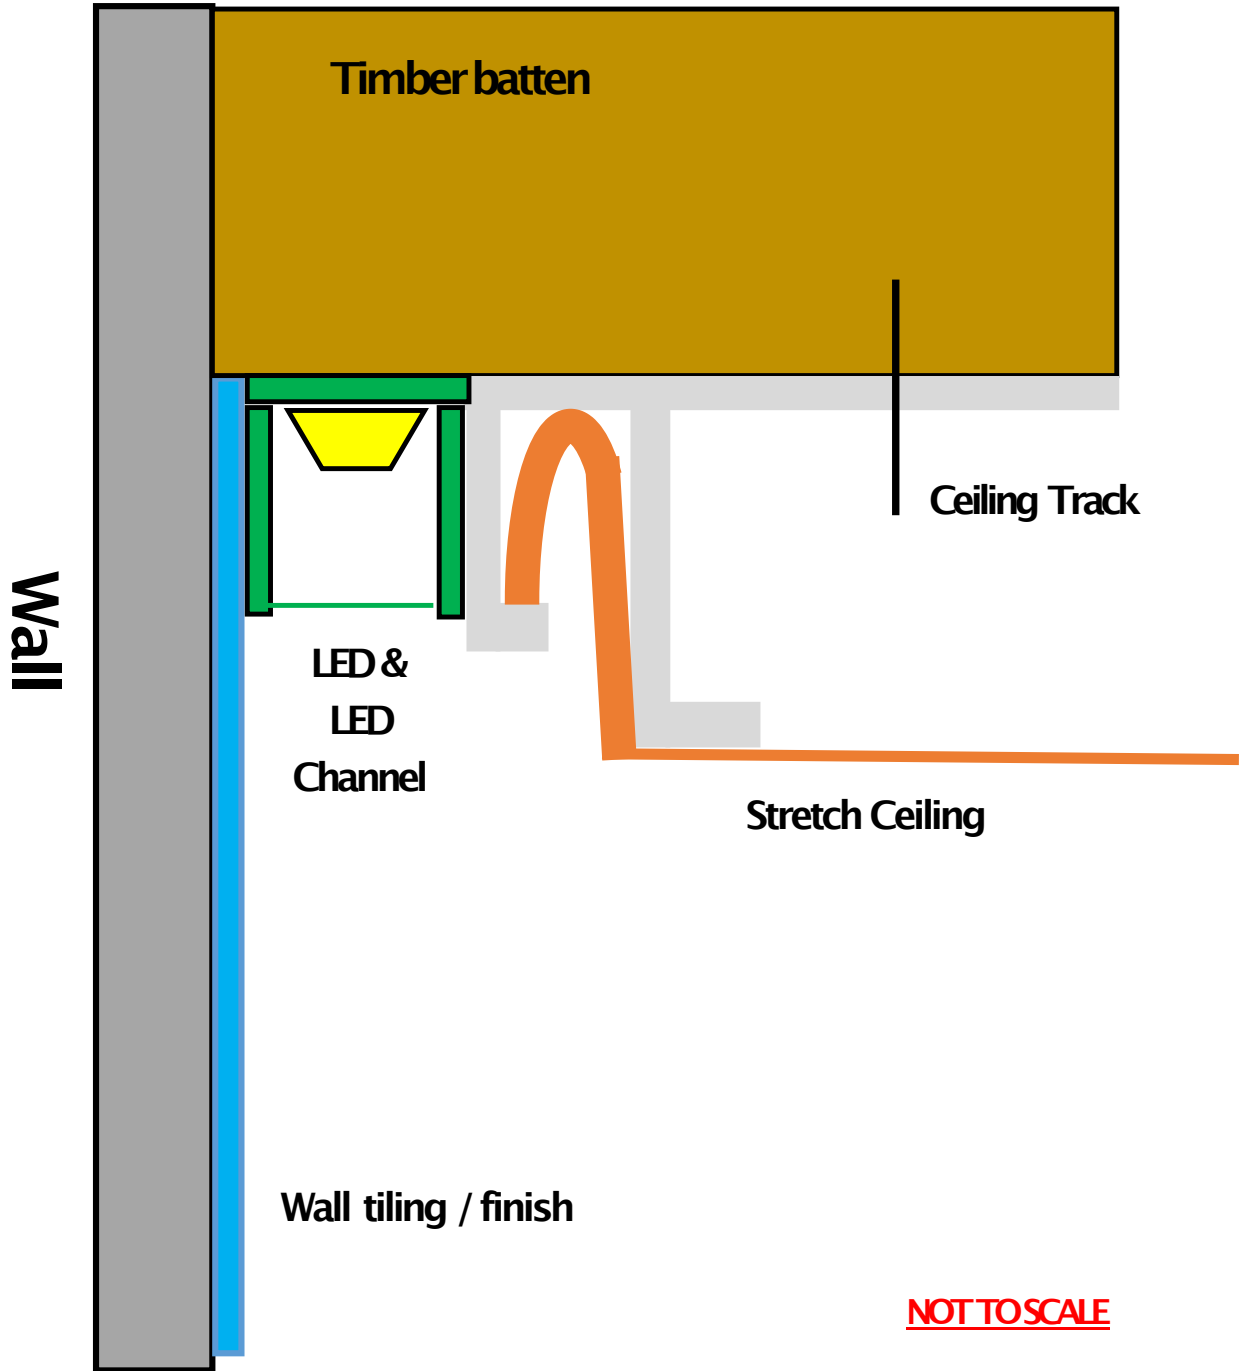 Timber batten
Ceiling Track
Wall
LED &
LED
Channel
Stretch Ceiling
Wall tiling / finish
NOT TO SCALE